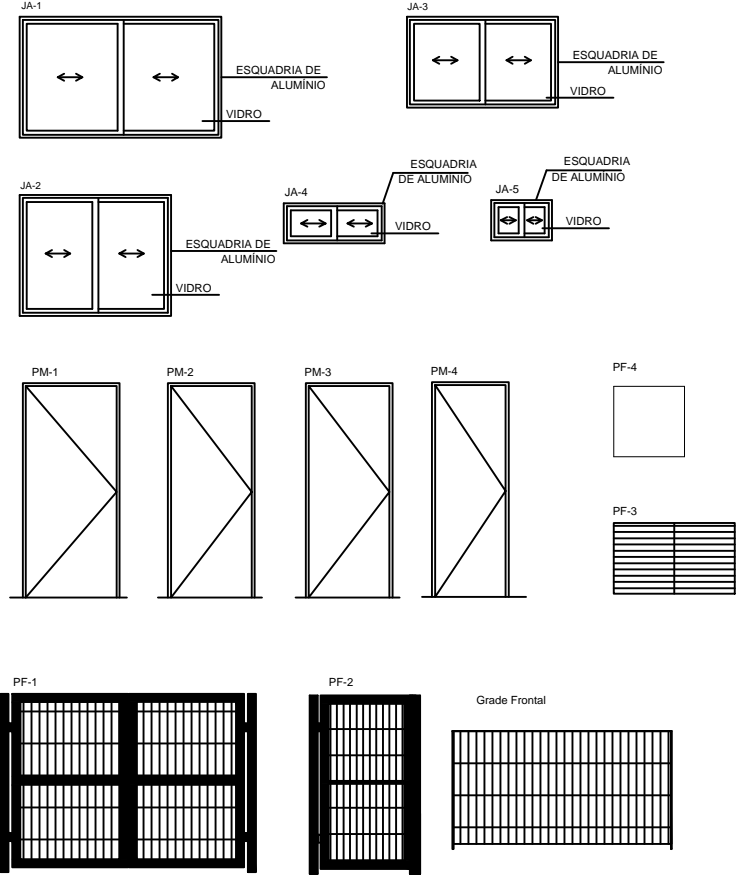 JA-1
ESQUADRIA DE
ALUMÍNIO
VIDRO
JA-3
ESQUADRIA DE
ALUMÍNIO
VIDRO
JA-2
ESQUADRIA DE
ALUMÍNIO
VIDRO
JA-4
ESQUADRIA
DE ALUMÍNIO
VIDRO
JA-5
ESQUADRIA
DE ALUMÍNIO
VIDRO
PM-1
PM-2
PM-3
PM-4
PF-4
PF-3
PF-1
PF-2
Grade Frontal